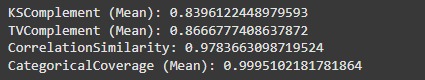 KSComplement (Mean): 0.8396122448979593
TVComplement (Mean): 0.8666777408637872
CorrelationSimilarity: 0.9783663098719524
CategoricalCoverage (Mean): 0.9995102181781864